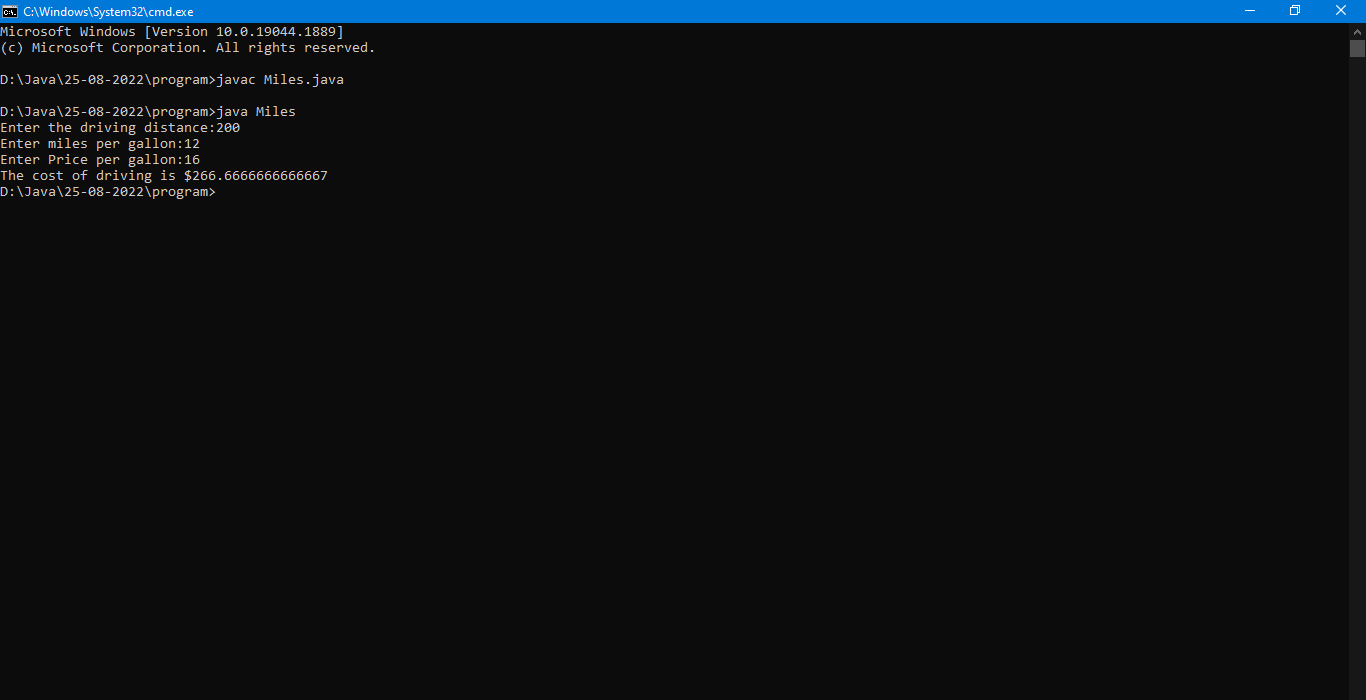 C:\Windows\System32\cmd.exe
Microsoft Windows [Version 10.0.19044.1889]
(c) Microsoft Corporation. All rights reserved.
D:\Java\25-08-2022\program>javac Miles.java
D:\Java\25-08-2022\program>java Miles
Enter the driving distance:200
Enter miles per gallon:12
Enter Price per gallon:16
The cost of driving is $266.6666666666667
D:\Java\25-08-2022\program>